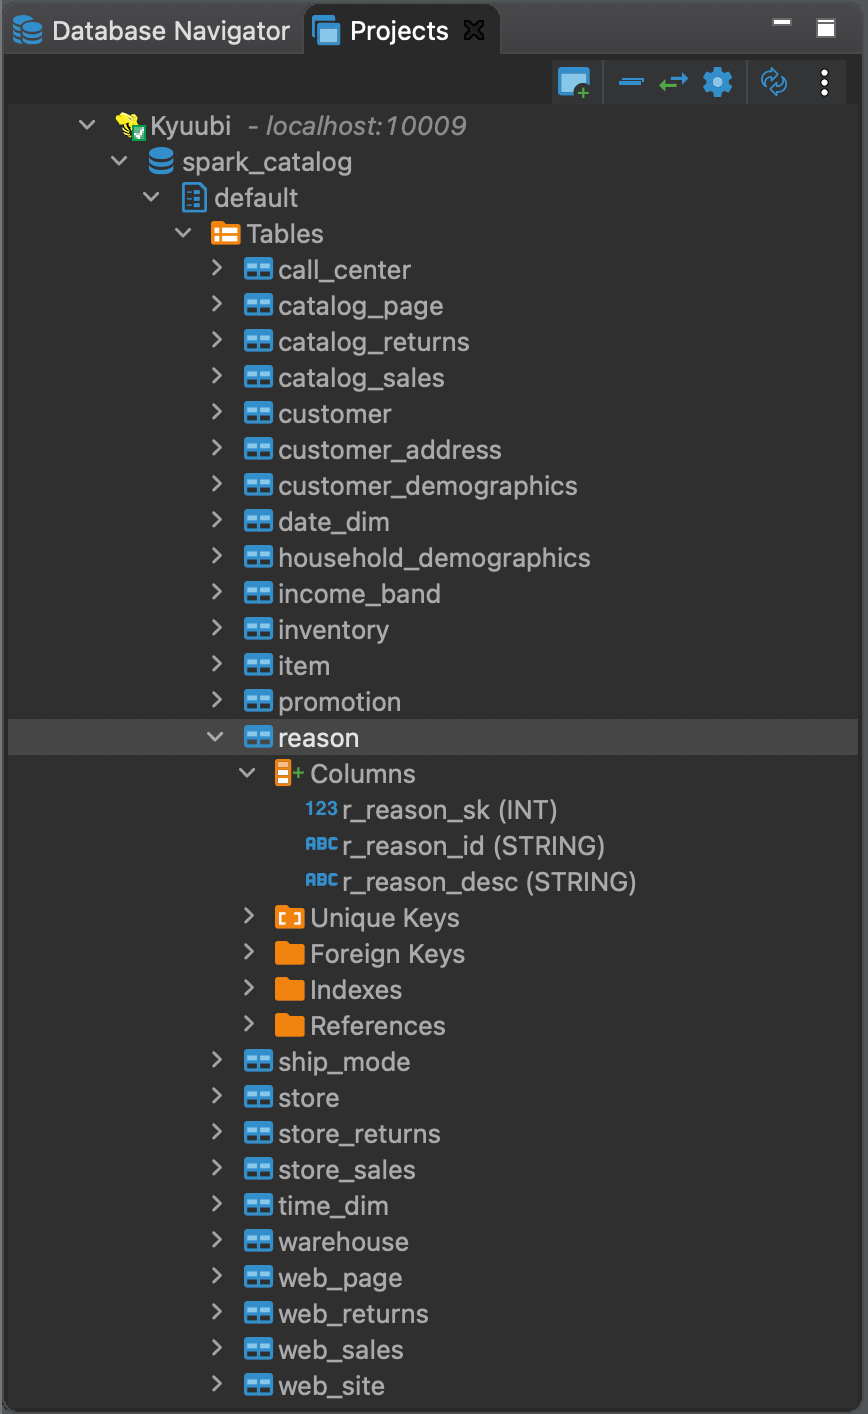 Database Navigator Projects
Kyuubi - localhost:10009
spark_catalog
default
Tables
call_center
catalog_page
catalog_returns
catalog_sales
customer
customer_address
customer_demographics
date_dim
household_demographics
income_band
inventory
item
promotion
reason
Columns
123 r_reason_sk (INT)
ABC r_reason_id (STRING)
ABC r_reason_desc (STRING)
Unique Keys
Foreign Keys
Indexes
References
ship_mode
store
store_returns
store_sales
time_dim
warehouse
web_page
web_returns
web_sales
web_site